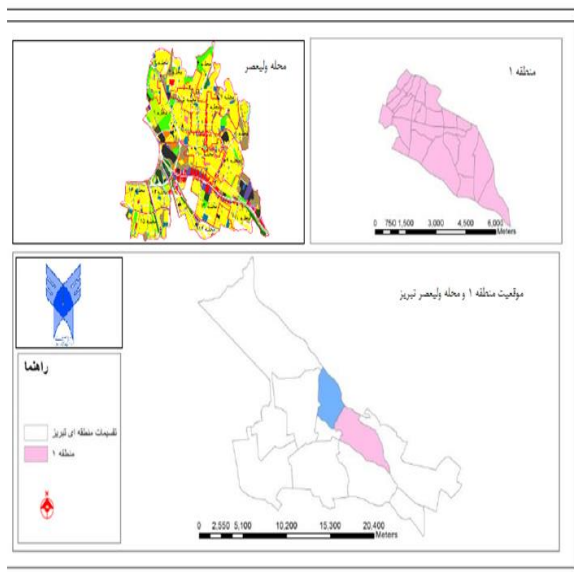 محله ولیعصر
منطقه ۱
0 750 1,500 3,000 4,500 6,000
Meters
موقعیت منطقه ۱ و محله ولیعصر تبریز
راهنما
تقسیمات منطقه ای تبریز
منطقه ۱
0 2,550 5,100 10,200 15,300 20,400
Meters